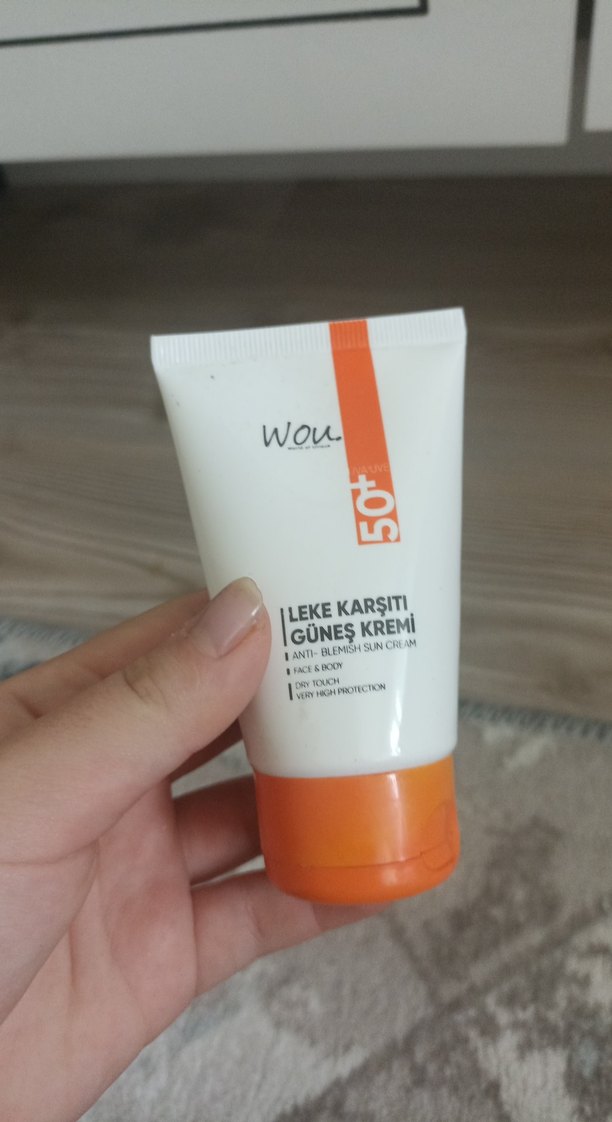 Wou.
UVA/UVB
50+
LEKE KARŞITI
GÜNEŞ KREMİ
ANTI- BLEMISH SUN CREAM
FACE & BODY
DRY TOUCH
VERY HIGH PROTECTION